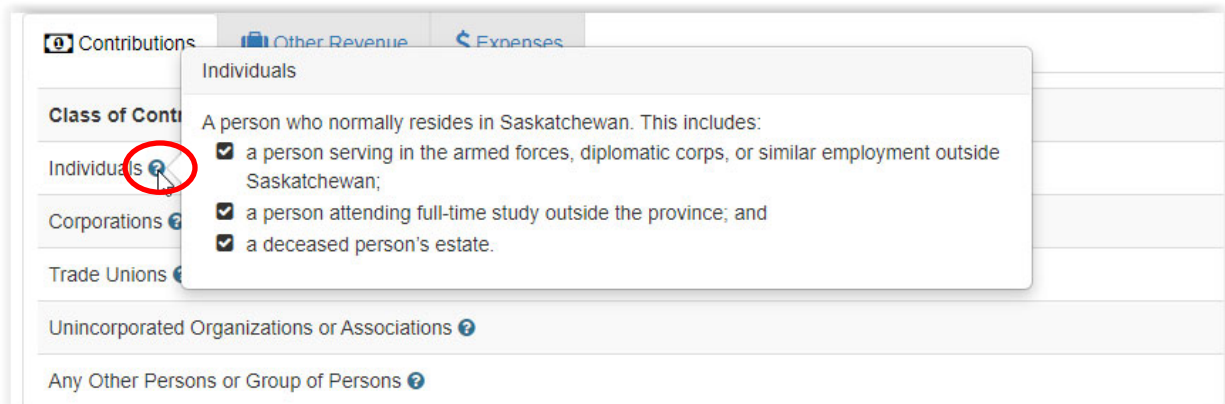 Contributions Other Revenue $ Expenses
Individuals
Class of Contr
A person who normally resides in Saskatchewan. This includes:
Individuals
a person serving in the armed forces, diplomatic corps, or similar employment outside
Saskatchewan;
Corporations
a person attending full-time study outside the province; and
a deceased person's estate.
Trade Unions
Unincorporated Organizations or Associations
Any Other Persons or Group of Persons